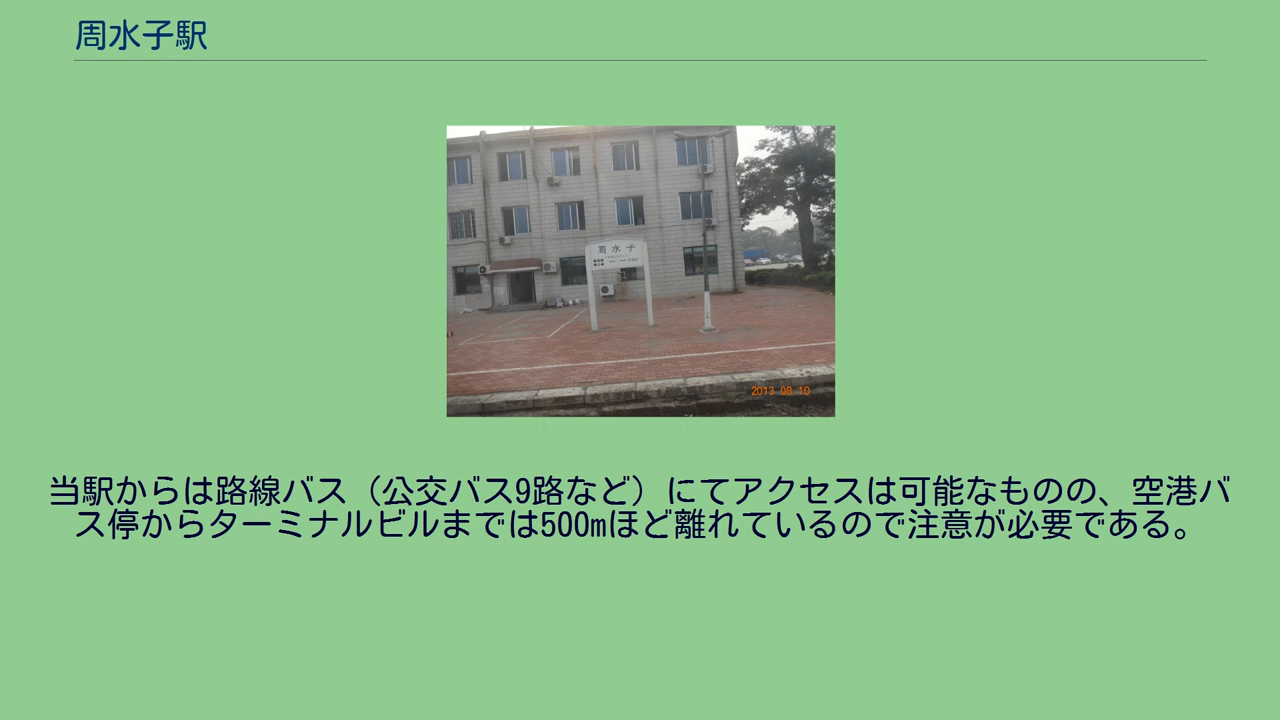 周水子駅
周水子
2013 08 10
当駅からは路線バス（公交バス9路など）にてアクセスは可能なものの、空港バ
ス停からターミナルビルまでは500mほど離れているので注意が必要である。